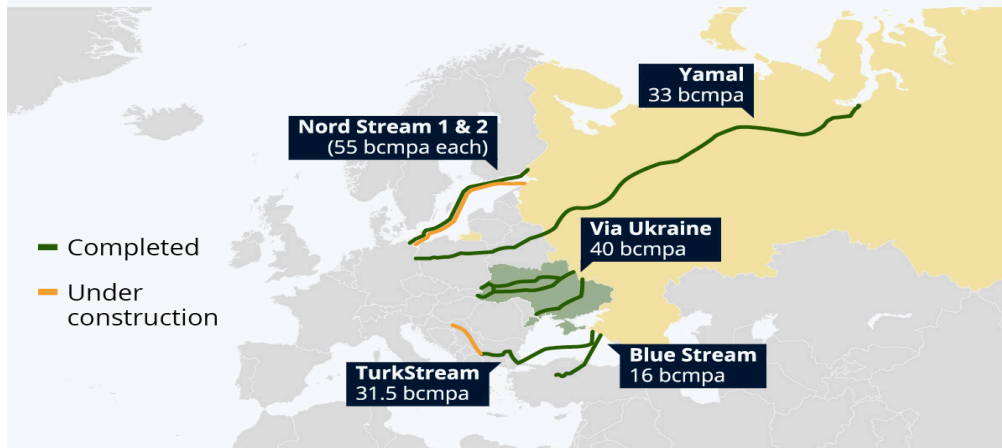 Yamal
33 bcmpa
Nord Stream 1 & 2
(55 bcmpa each)
Via Ukraine
40 bcmpa
Completed
Under
construction
TurkStream
31.5 bcmpa
Blue Stream
16 bcmpa